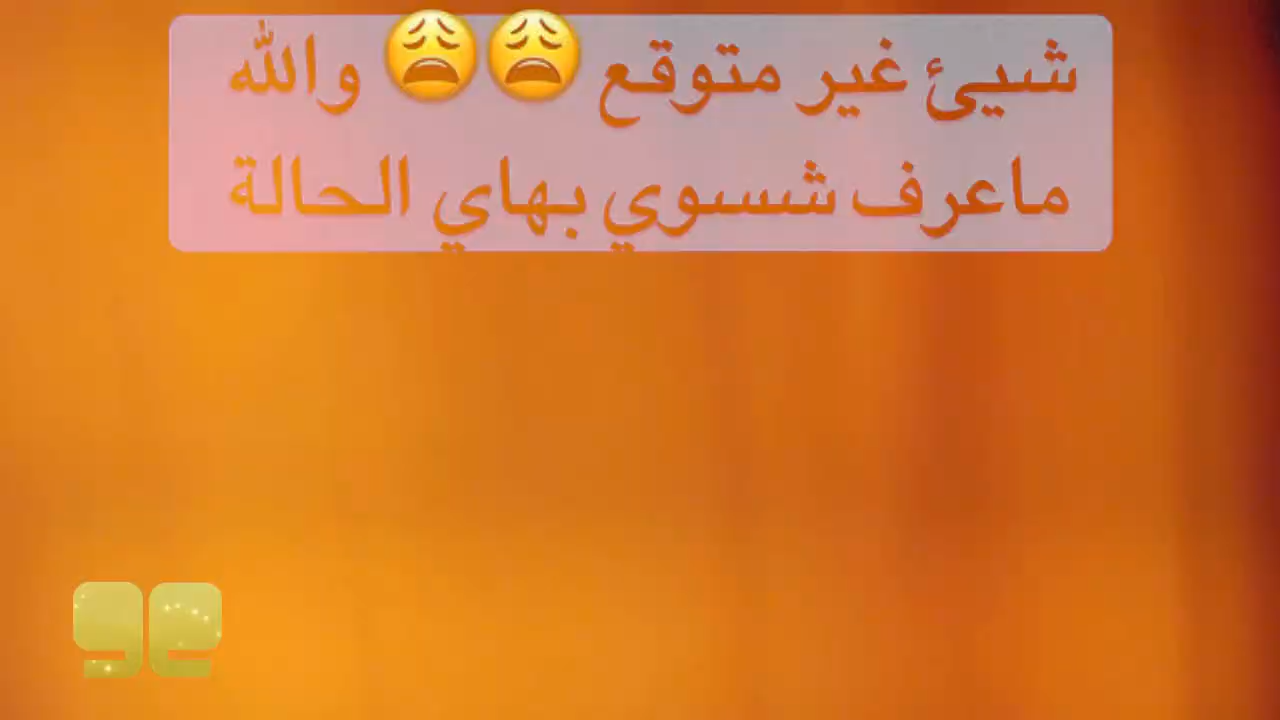 شيئ غير متوقع 😩😩 والله
ماعرف شسوي بهاي الحالة